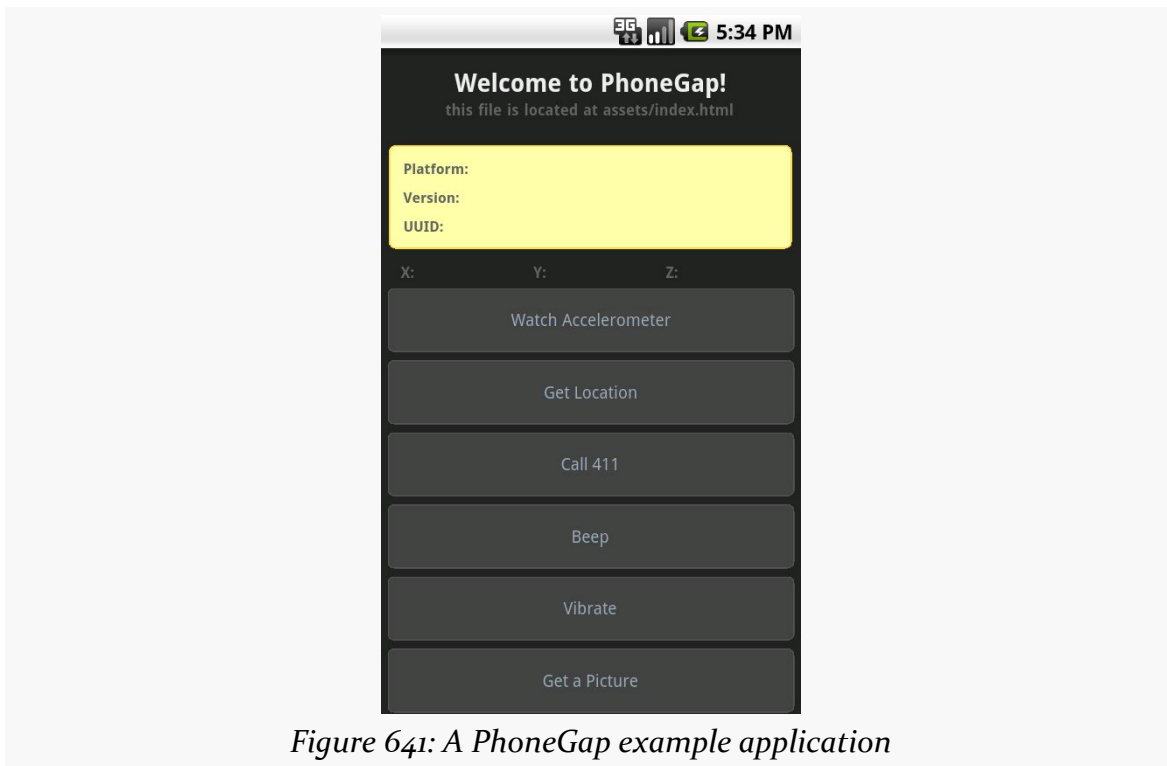 3G 5:34 PM
Welcome to PhoneGap!
this file is located at assets/index.html
Platform:
Version:
UUID:
X: Y: Z:
Watch Accelerometer
Get Location
Call 411
Beep
Vibrate
Get a Picture
Figure 641: A PhoneGap example application